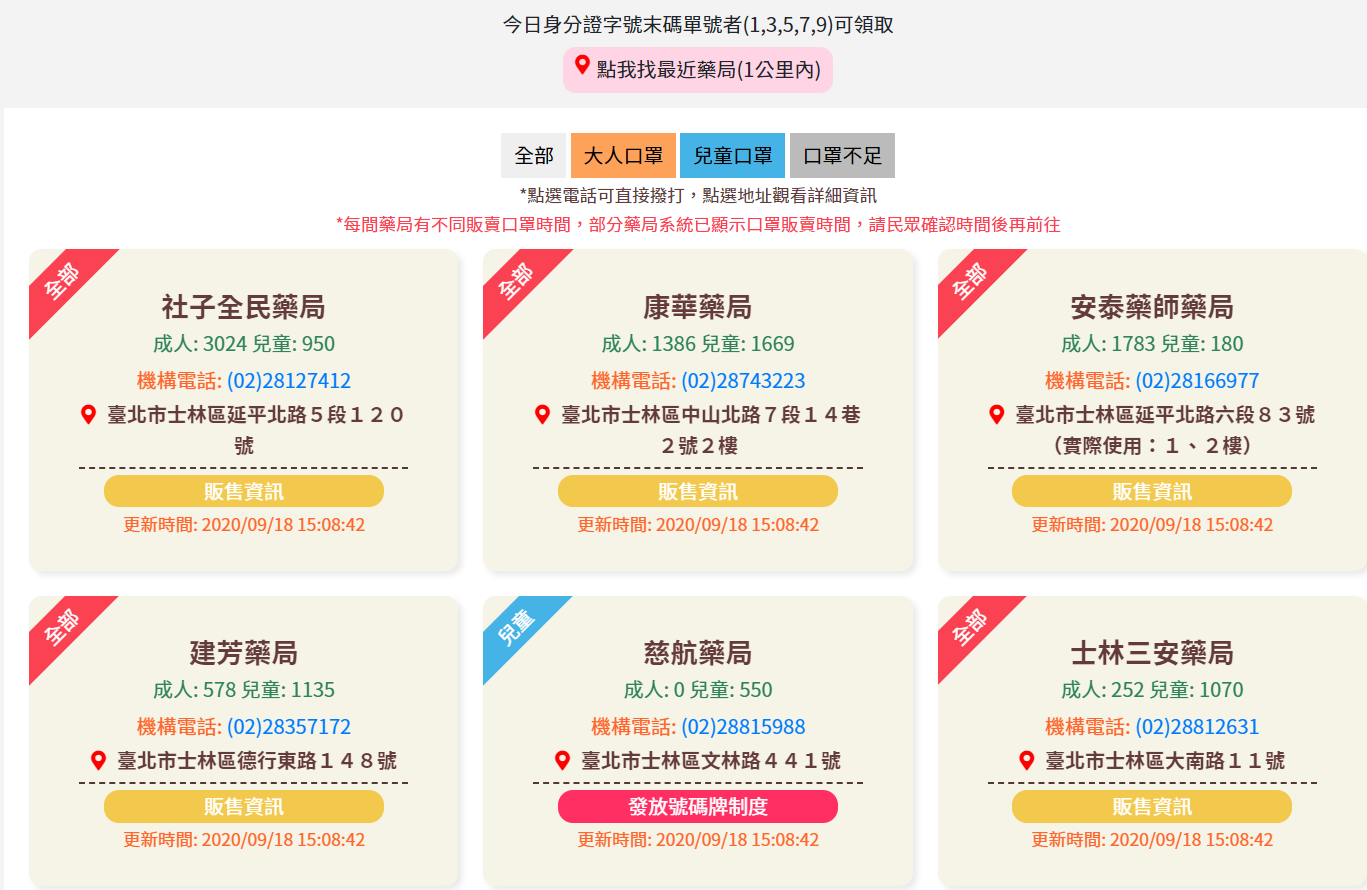 今日身分證字號末碼單號者(1,3,5,7,9)可領取
點我找最近藥局(1公里內)
全部 大人口罩 兒童口罩 口罩不足
*點選電話可直接撥打，點選地址觀看詳細資訊
*每間藥局有不同販賣口罩時間，部分藥局系統已顯示口罩販賣時間，請民眾確認時間後再前往
全部
社子全民藥局
成人: 3024 兒童: 950
機構電話: (02)28127412
臺北市士林區延平北路５段１２０
號
販售資訊
更新時間: 2020/09/18 15:08:42
全部
康華藥局
成人: 1386 兒童: 1669
機構電話: (02)28743223
臺北市士林區中山北路７段１４巷
２號２樓
販售資訊
更新時間: 2020/09/18 15:08:42
全部
安泰藥師藥局
成人: 1783 兒童: 180
機構電話: (02)28166977
臺北市士林區延平北路六段８３號
（實際使用：１、２樓）
販售資訊
更新時間: 2020/09/18 15:08:42
全部
建芳藥局
成人: 578 兒童: 1135
機構電話: (02)28357172
臺北市士林區德行東路１４８號
販售資訊
更新時間: 2020/09/18 15:08:42
兒童
慈航藥局
成人: 0 兒童: 550
機構電話: (02)28815988
臺北市士林區文林路４４１號
發放號碼牌制度
更新時間: 2020/09/18 15:08:42
全部
士林三安藥局
成人: 252 兒童: 1070
機構電話: (02)28812631
臺北市士林區大南路１１號
販售資訊
更新時間: 2020/09/18 15:08:42